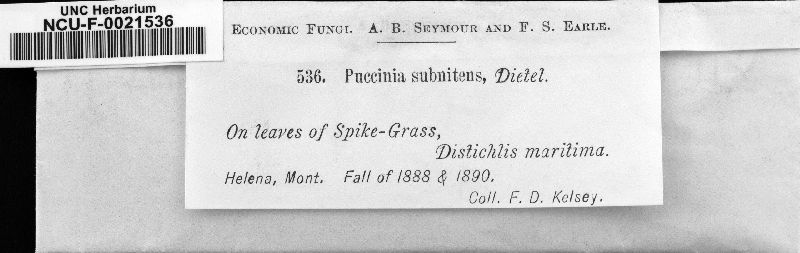 UNC Herbarium
NCU-F-0021536
Economic Fungi. A. B. Seymour and F. S. Earle.
536. Puccinia subnitens, Dietel.
On leaves of Spike-Grass,
Distichlis maritima.
Helena, Mont. Fall of 1888 & 1890.
Coll. F. D. Kelsey.